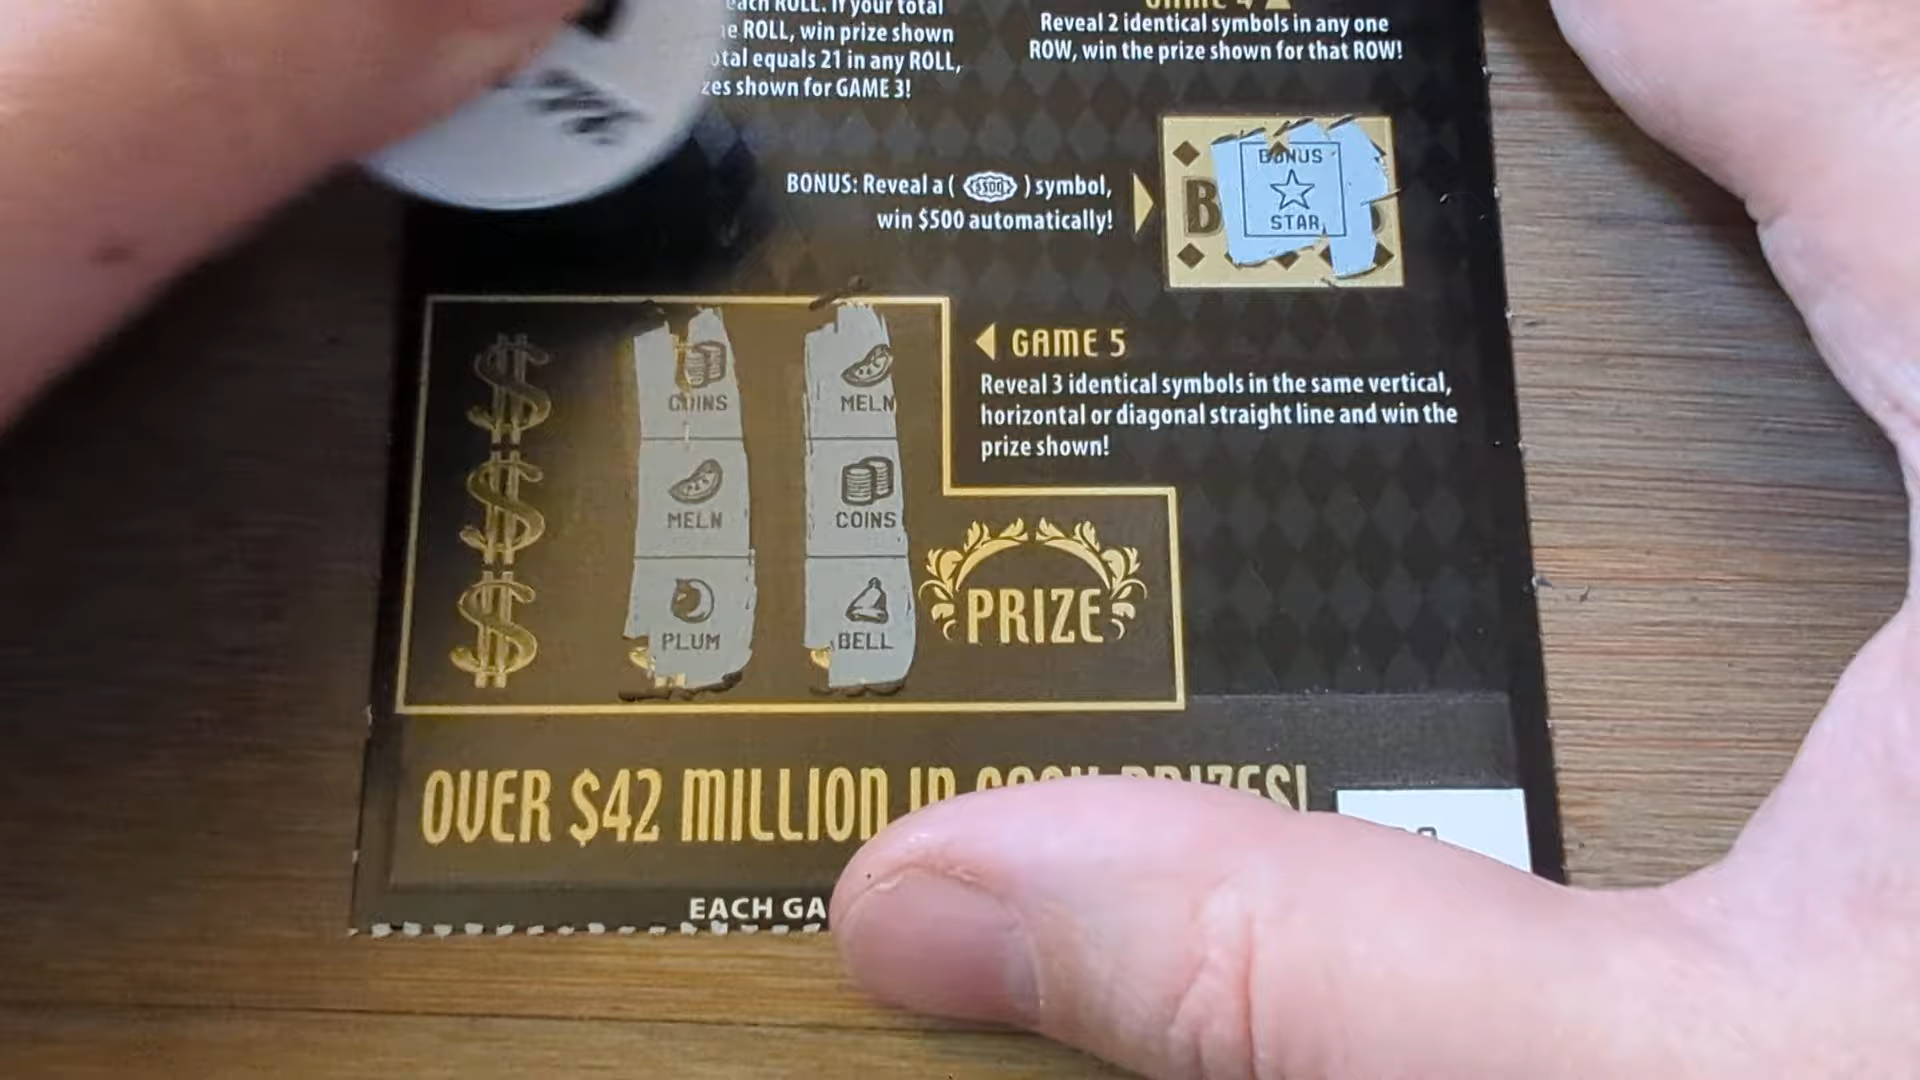 each ROLL. If your total
ROLL, win prize shown
total equals 21 in any ROLL,
shown for GAME 3!
GAME 4
Reveal 2 identical symbols in any one
ROW, win the prize shown for that ROW!
BONUS: Reveal a ( $500 ) symbol,
win $500 automatically!
B
BONUS
STAR
GAME 5
Reveal 3 identical symbols in the same vertical,
horizontal or diagonal straight line and win the
prize shown!
$ COINS MELN
$ MELN COINS
$ PLUM BELL
PRIZE
OVER $42 MILLION IN CASH PRIZES!
EACH GA